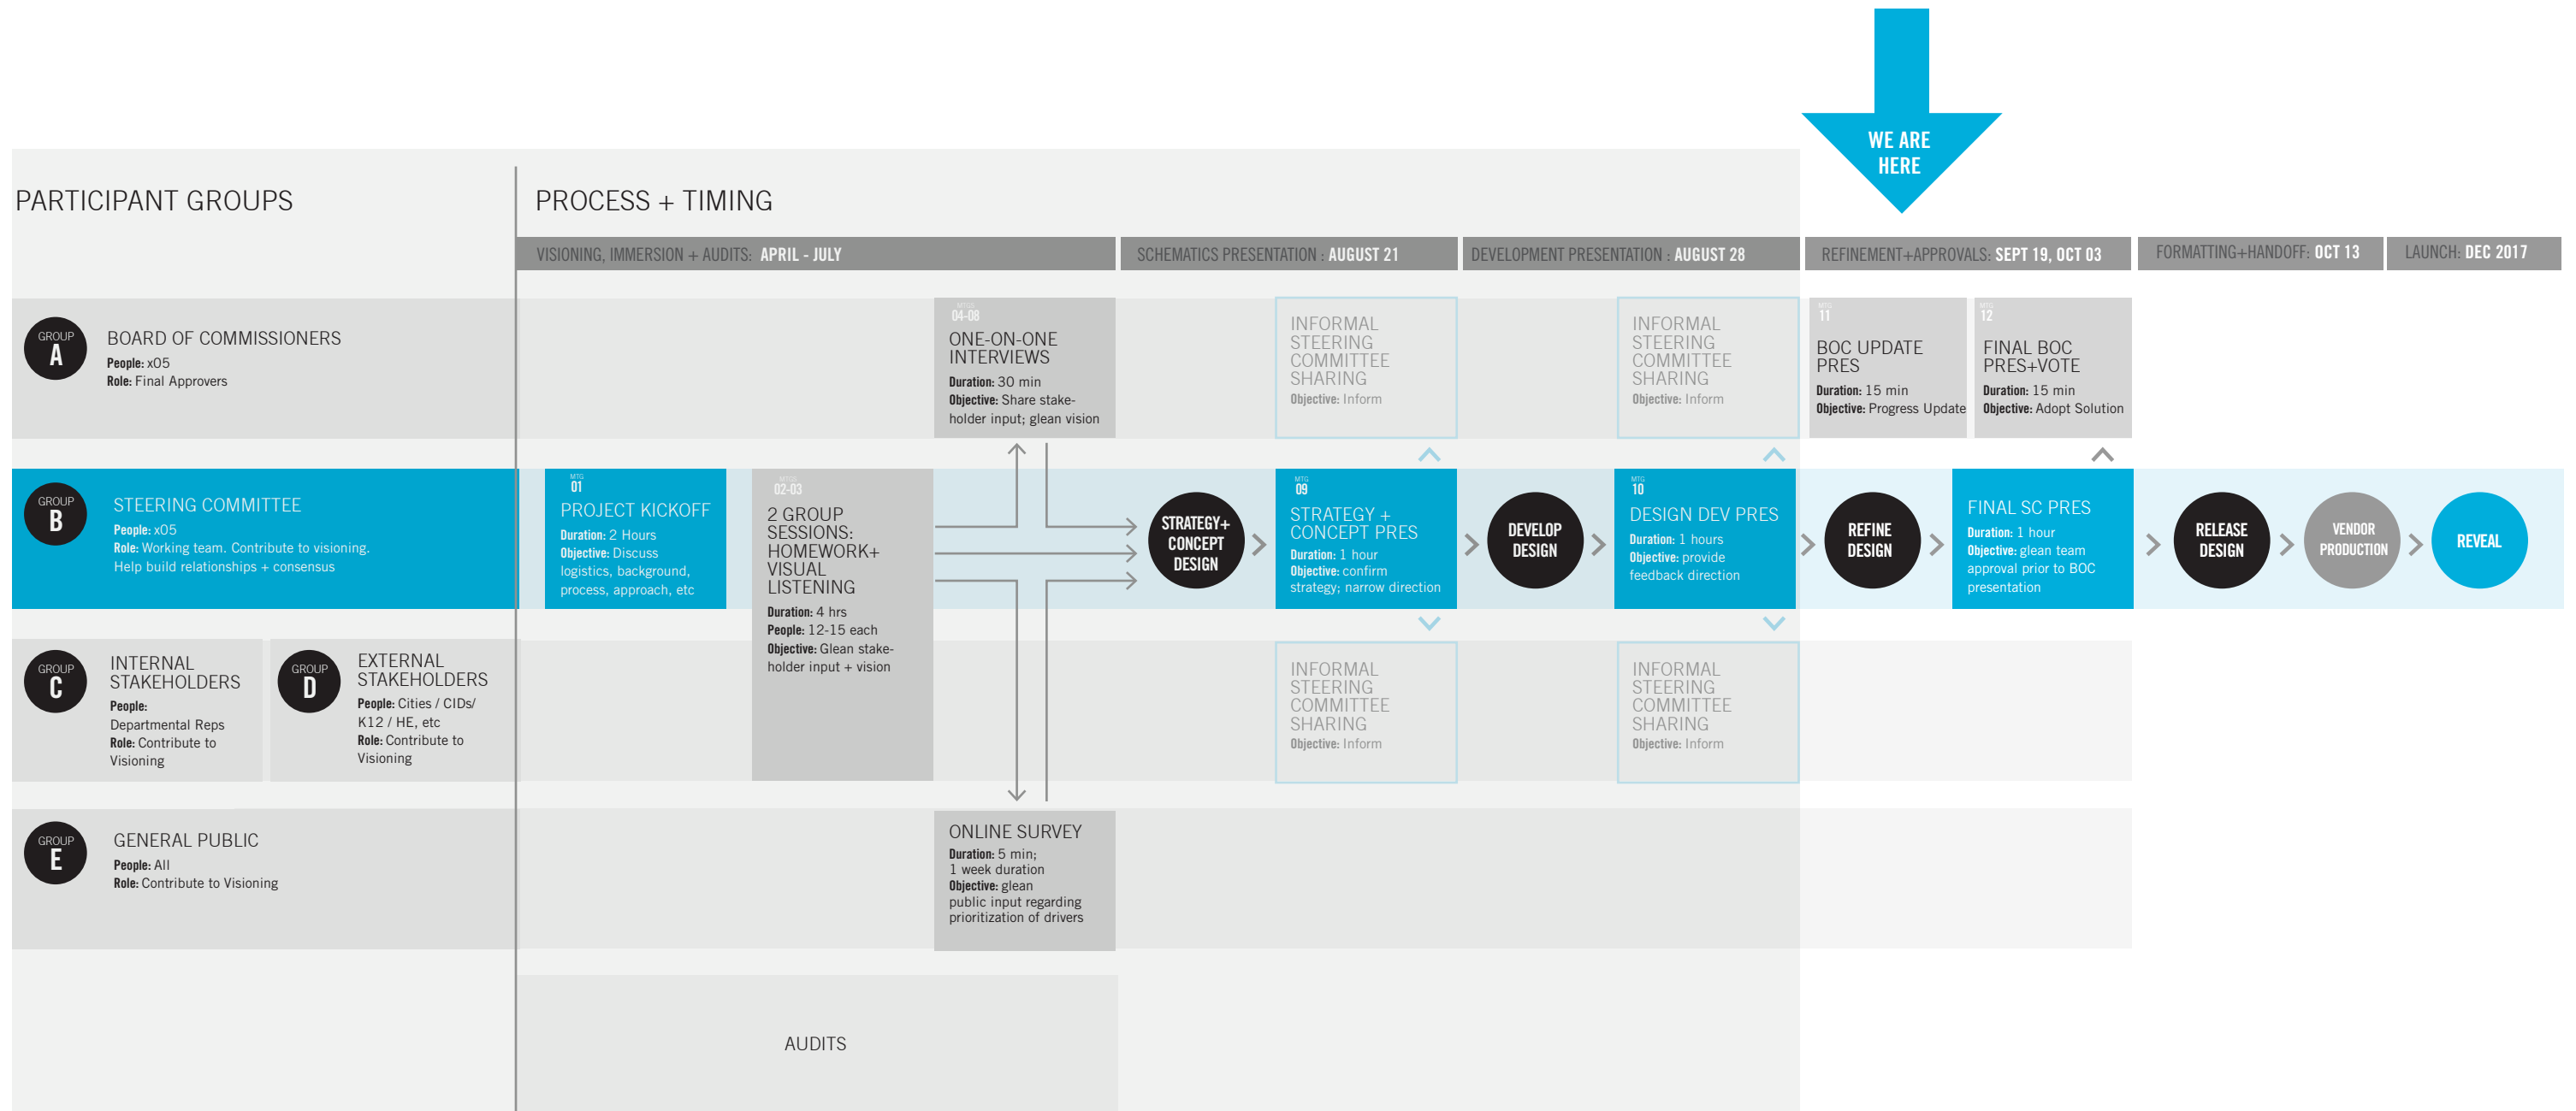 WE ARE
HERE
PARTICIPANT GROUPS
PROCESS + TIMING
VISIONING, IMMERSION + AUDITS: APRIL - JULY
SCHEMATICS PRESENTATION : AUGUST 21
DEVELOPMENT PRESENTATION : AUGUST 28
REFINEMENT+APPROVALS: SEPT 19, OCT 03
FORMATTING+HANDOFF: OCT 13
LAUNCH: DEC 2017
GROUP
A
BOARD OF COMMISSIONERS
People: x05
Role: Final Approvers
MTGS
04-08
ONE-ON-ONE
INTERVIEWS
Duration: 30 min
Objective: Share stake-
holder input; glean vision
INFORMAL
STEERING
COMMITTEE
SHARING
Objective: Inform
INFORMAL
STEERING
COMMITTEE
SHARING
Objective: Inform
MTG
11
BOC UPDATE
PRES
Duration: 15 min
Objective: Progress Update
MTG
12
FINAL BOC
PRES+VOTE
Duration: 15 min
Objective: Adopt Solution
GROUP
B
STEERING COMMITTEE
People: x05
Role: Working team. Contribute to visioning.
Help build relationships + consensus
MTG
01
PROJECT KICKOFF
Duration: 2 Hours
Objective: Discuss
logistics, background,
process, approach, etc
MTGS
02-03
2 GROUP
SESSIONS:
HOMEWORK+
VISUAL
LISTENING
Duration: 4 hrs
People: 12-15 each
Objective: Glean stake-
holder input + vision
STRATEGY+
CONCEPT
DESIGN
MTG
09
STRATEGY +
CONCEPT PRES
Duration: 1 hour
Objective: confirm
strategy; narrow direction
DEVELOP
DESIGN
MTG
10
DESIGN DEV PRES
Duration: 1 hours
Objective: provide
feedback direction
REFINE
DESIGN
FINAL SC PRES
Duration: 1 hour
Objective: glean team
approval prior to BOC
presentation
RELEASE
DESIGN
VENDOR
PRODUCTION
REVEAL
GROUP
C
INTERNAL
STAKEHOLDERS
People:
Departmental Reps
Role: Contribute to
Visioning
GROUP
D
EXTERNAL
STAKEHOLDERS
People: Cities / CIDs/
K12 / HE, etc
Role: Contribute to
Visioning
INFORMAL
STEERING
COMMITTEE
SHARING
Objective: Inform
INFORMAL
STEERING
COMMITTEE
SHARING
Objective: Inform
GROUP
E
GENERAL PUBLIC
People: All
Role: Contribute to Visioning
ONLINE SURVEY
Duration: 5 min;
1 week duration
Objective: glean
public input regarding
prioritization of drivers
AUDITS